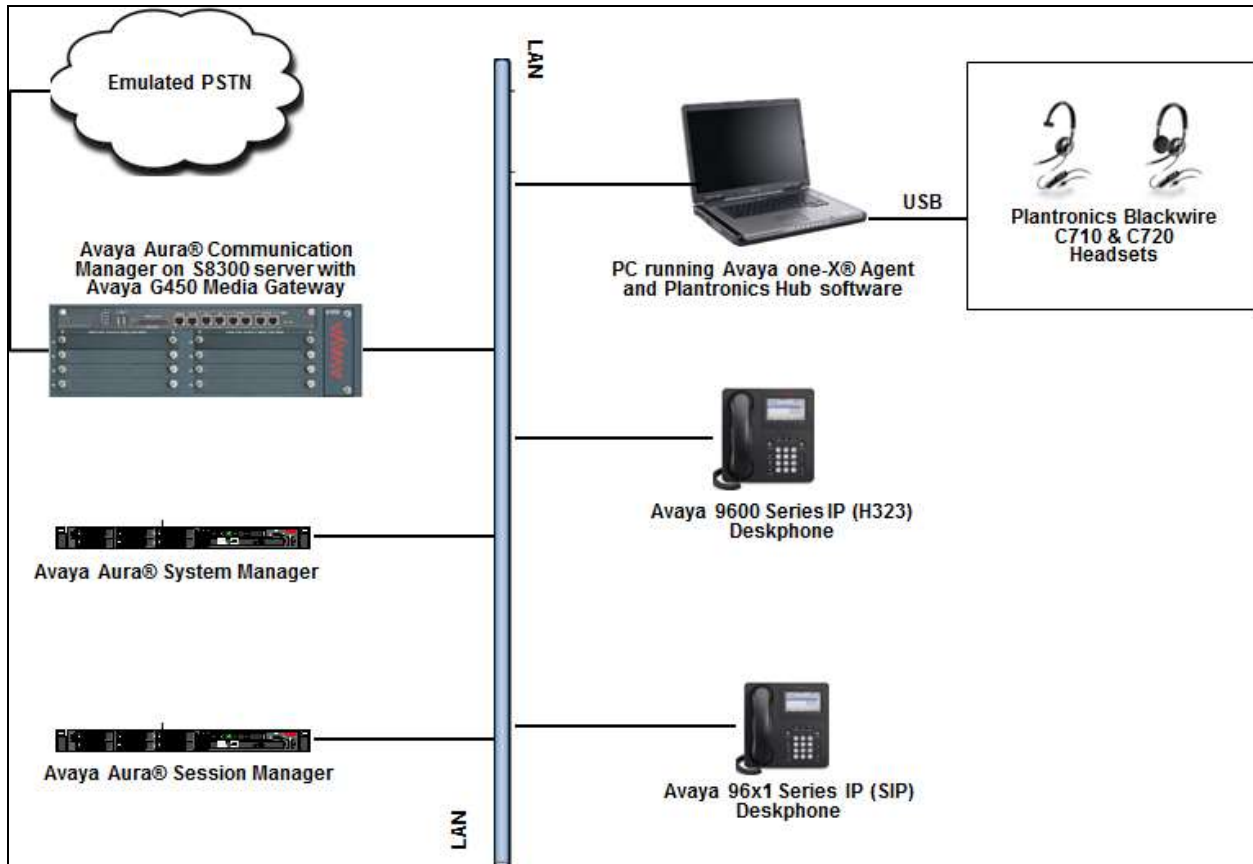 LAN
Emulated PSTN
USB
Plantronics Blackwire
C710 & C720
Headsets
Avaya Aura® Communication
Manager on S8300 server with
Avaya G450 Media Gateway
PC running Avaya one-X® Agent
and Plantronics Hub software
AVAYA
Avaya 9600 Series IP (H323)
Deskphone
Avaya Aura® System Manager
Avaya Aura® Session Manager
Avaya 96x1 Series IP (SIP)
Deskphone
LAN